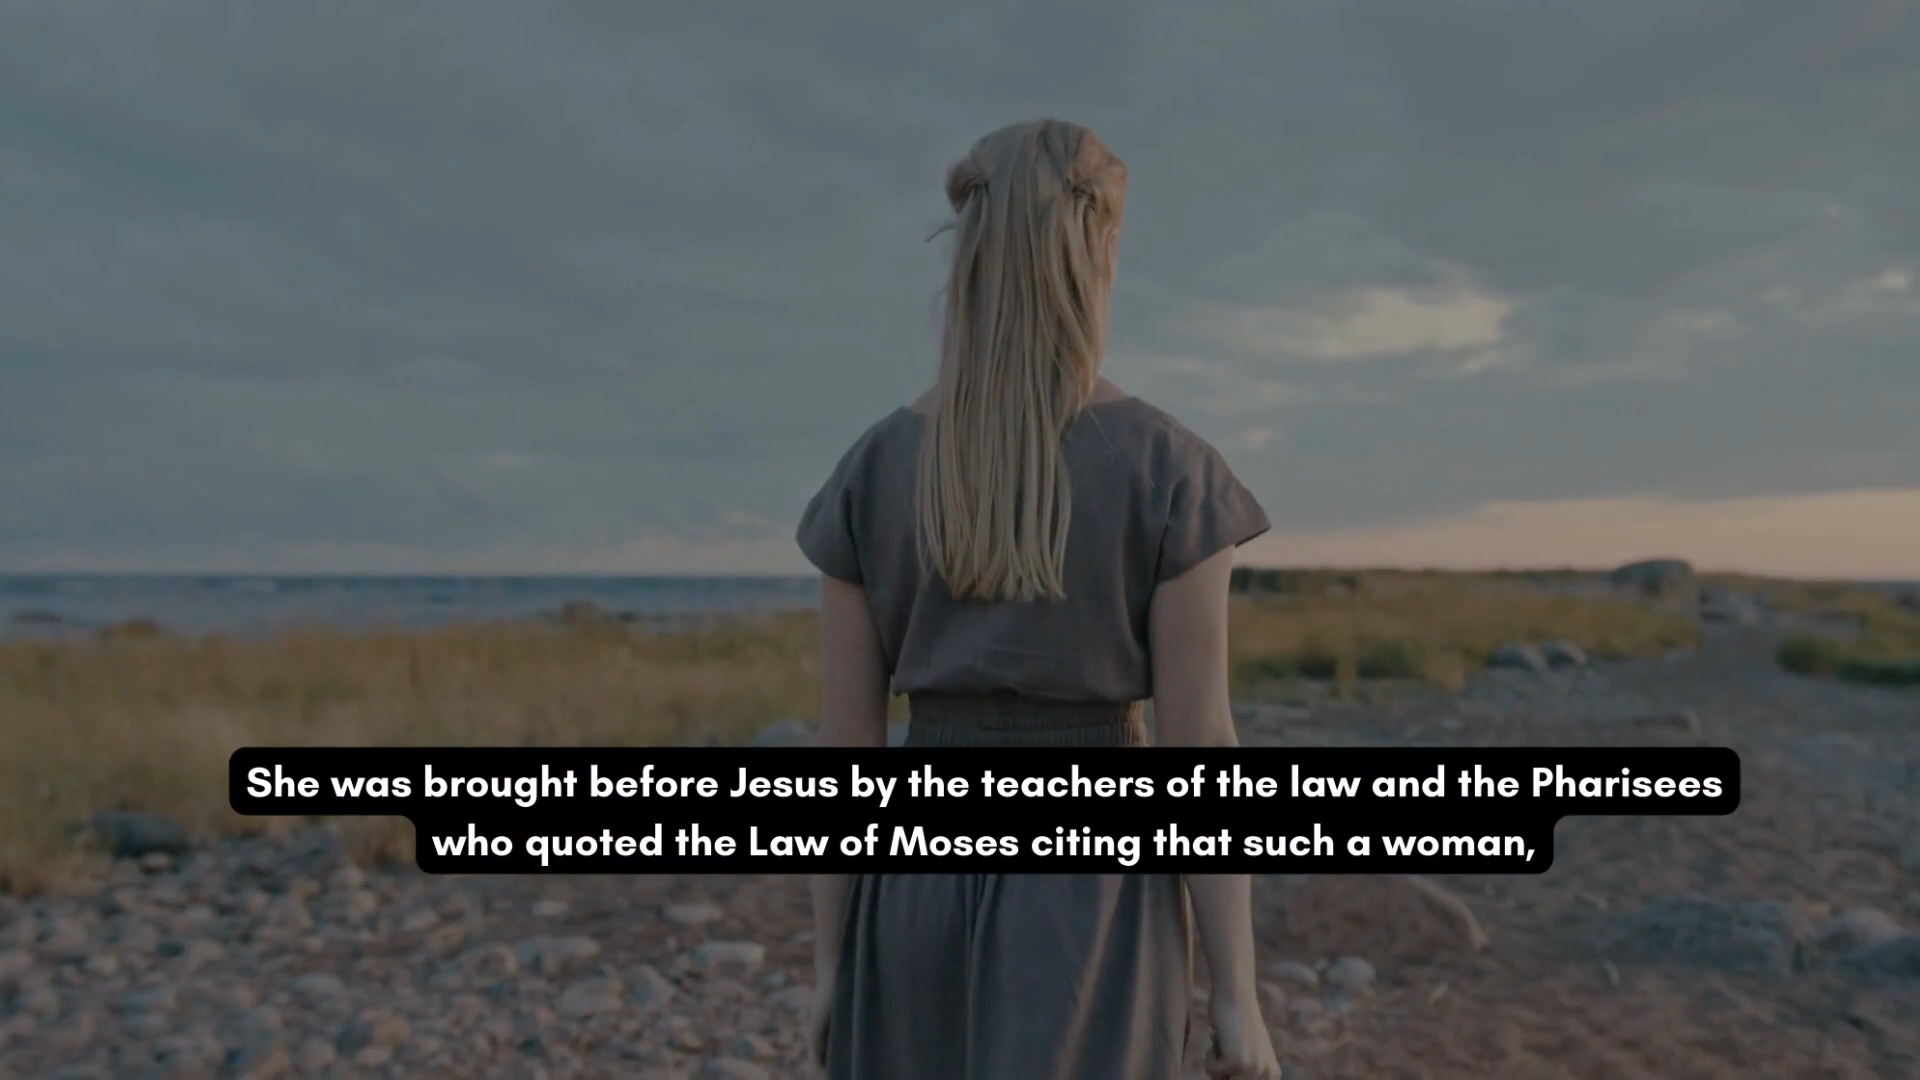 She was brought before Jesus by the teachers of the law and the Pharisees
who quoted the Law of Moses citing that such a woman,